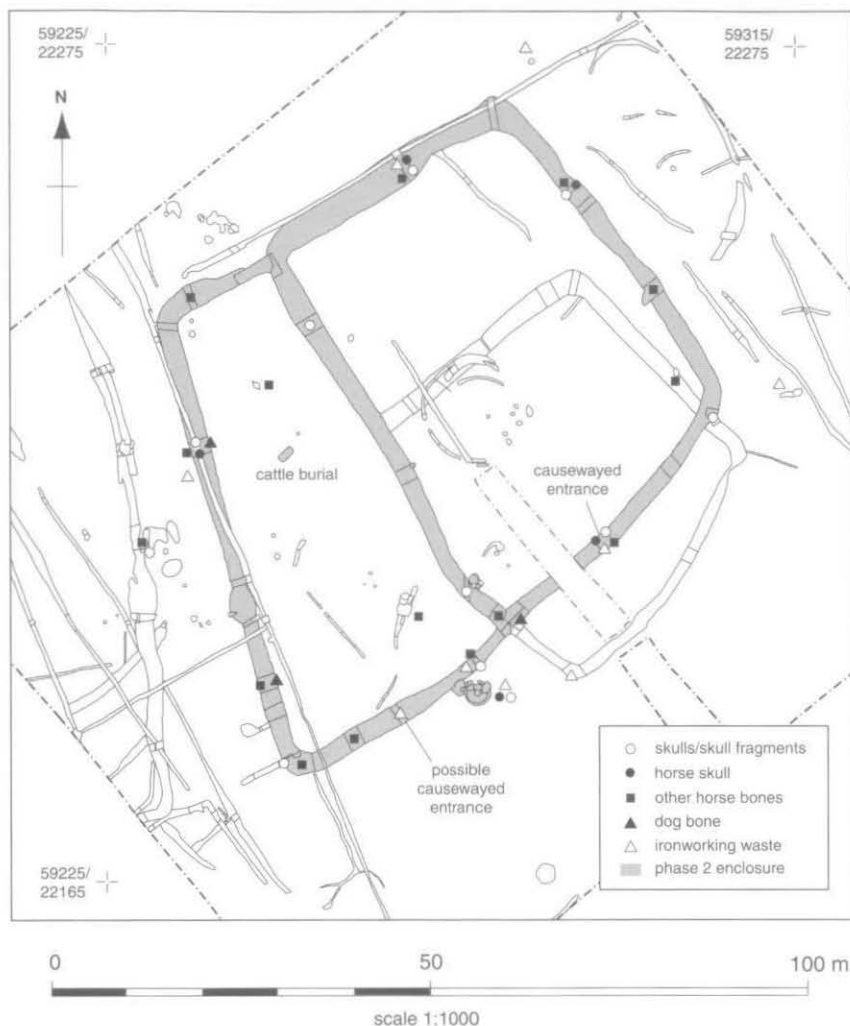 59225/
22275
59315/
22275
N
cattle burial
causewayed
entrance
possible
causewayed
entrance
59225/
22165
skulls/skull fragments
horse skull
other horse bones
dog bone
ironworking waste
phase 2 enclosure
0
50
100 m
scale 1:1000